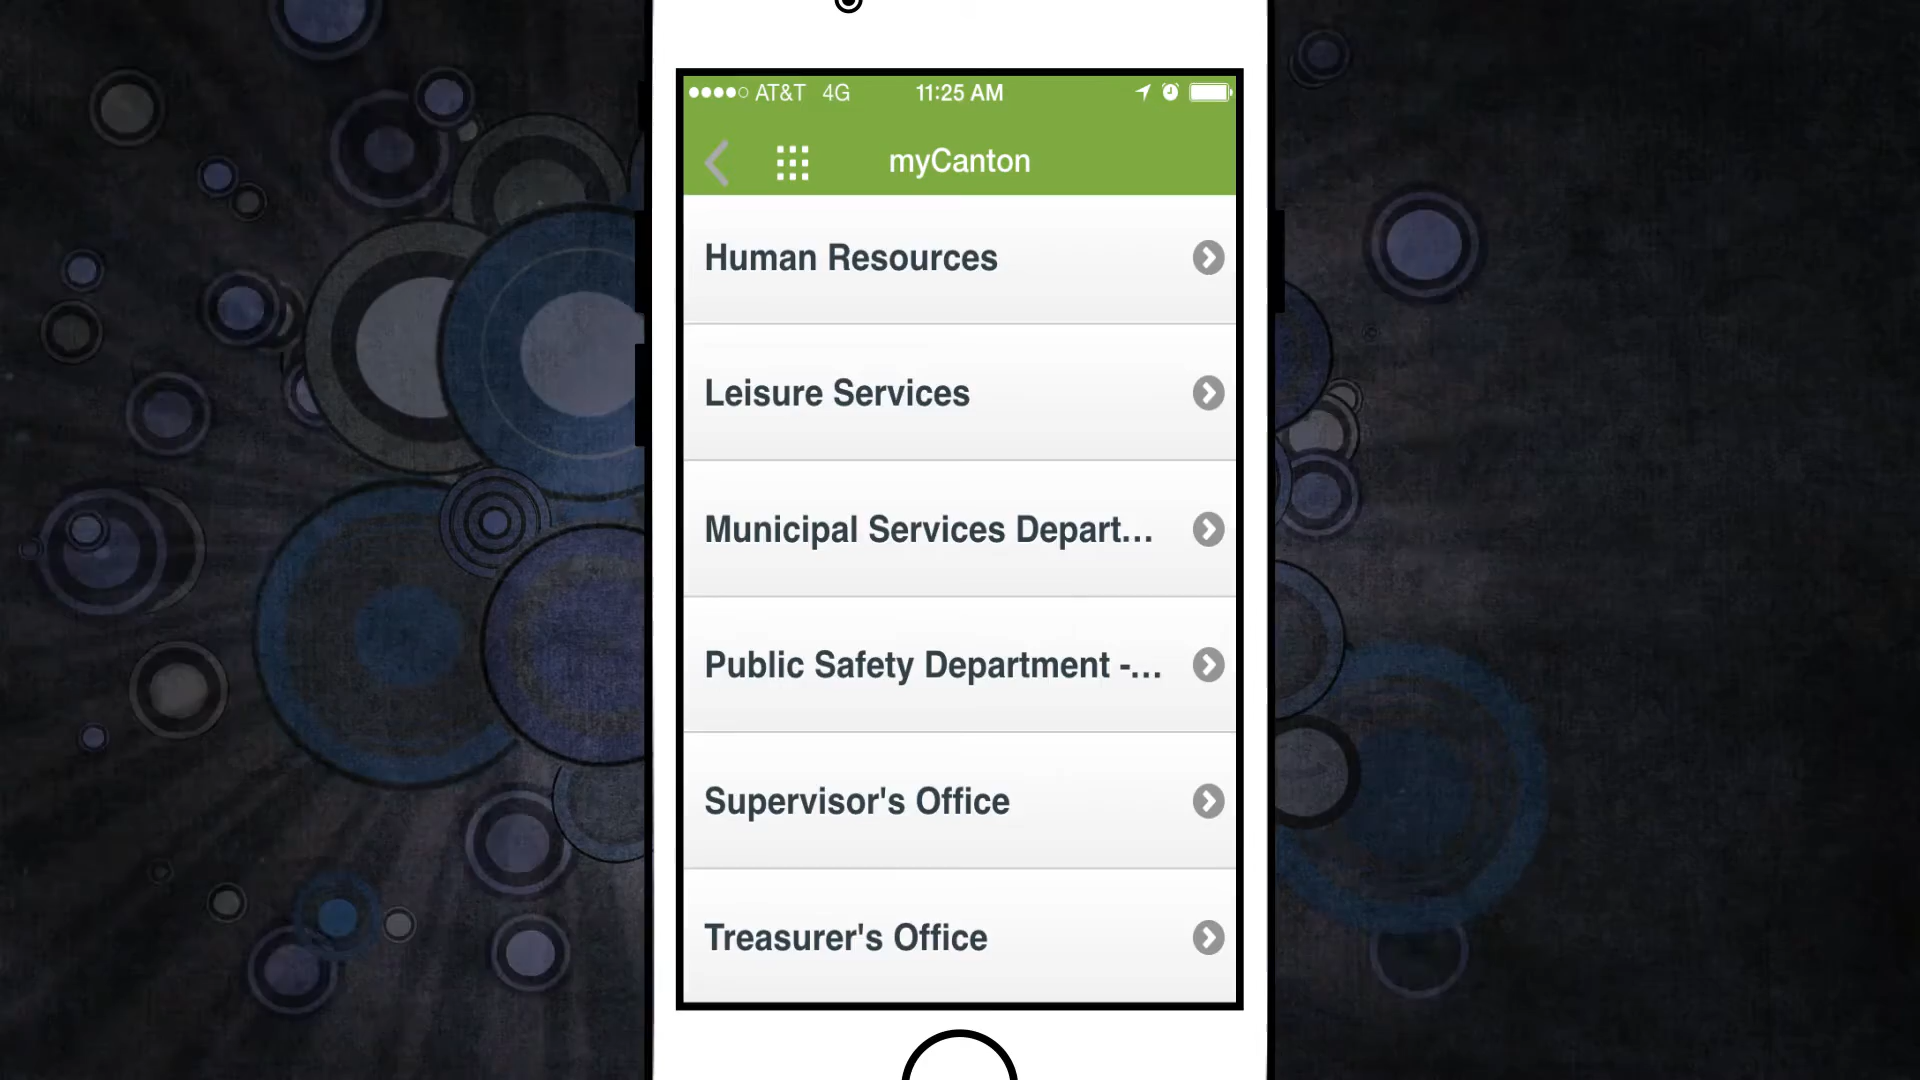 AT&T 4G 11:25 AM
myCanton
Human Resources
Leisure Services
Municipal Services Depart...
Public Safety Department -...
Supervisor's Office
Treasurer's Office